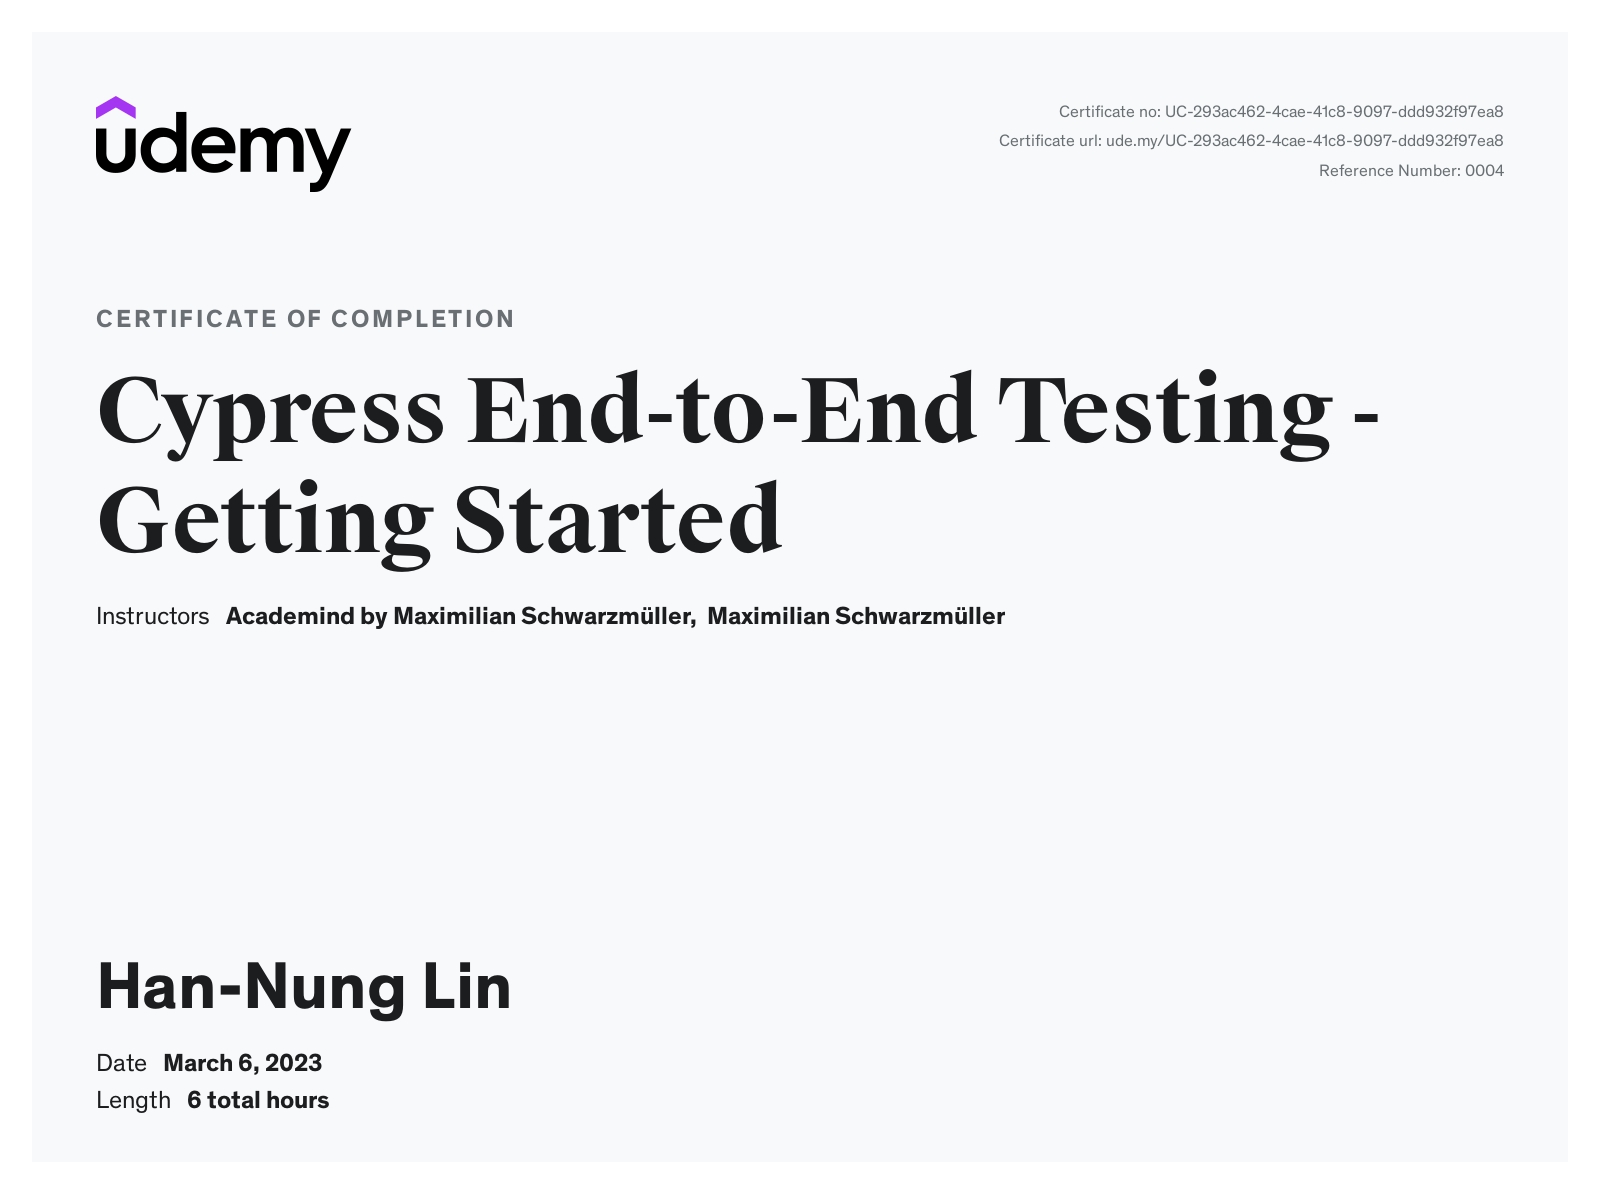 udemy
Certificate no: UC-293ac462-4cae-41c8-9097-ddd932f97ea8
Certificate url: ude.my/UC-293ac462-4cae-41c8-9097-ddd932f97ea8
Reference Number: 0004
CERTIFICATE OF COMPLETION
Cypress End-to-End Testing -
Getting Started
Instructors Academind by Maximilian Schwarzmüller, Maximilian Schwarzmüller
Han-Nung Lin
Date March 6, 2023
Length 6 total hours